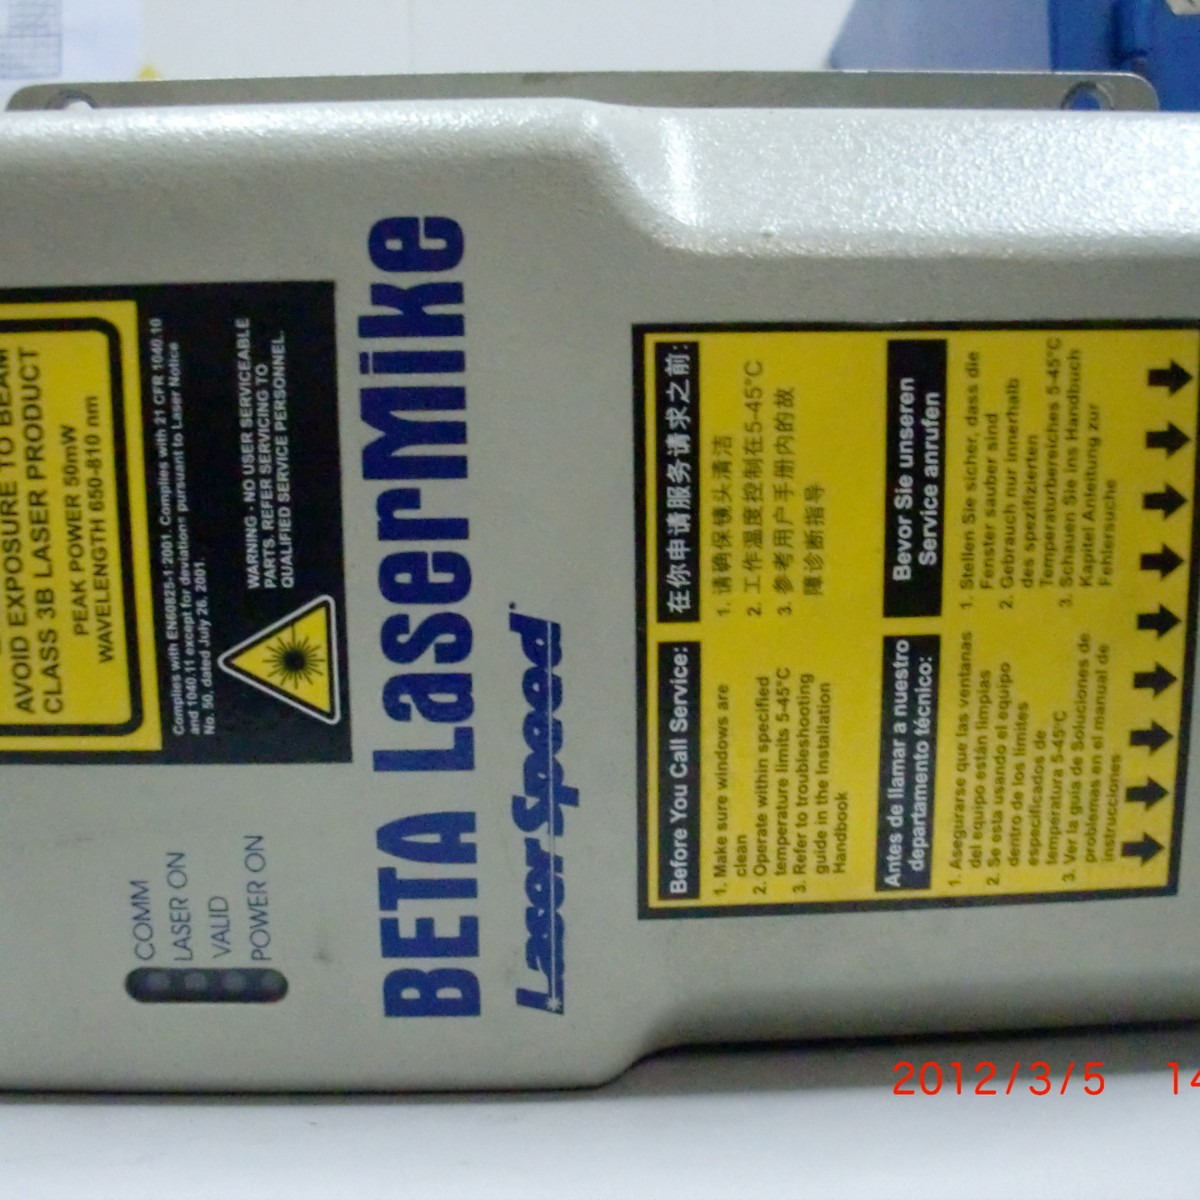 AVOID EXPOSURE TO BEAM
CLASS 3B LASER PRODUCT
PEAK POWER 50mW
WAVELENGTH 650-810 nm
Complies with EN60825-1:2001. Complies with 21 CFR 1040.10
and 1040.11 except for deviations pursuant to Laser Notice
No. 50, dated July 26, 2001.
WARNING - NO USER SERVICEABLE
PARTS. REFER SERVICING TO
QUALIFIED SERVICE PERSONNEL.
COMM
LASER ON
VALID
POWER ON
BETA LaserMike
LaserSpeed
Before You Call Service:
1. Make sure windows are
clean
2. Operate within specified
temperature limits 5-45°C
3. Refer to troubleshooting
guide in the Installation
Handbook
在你申请服务请求之前:
1. 请确保镜头清洁
2. 工作温度控制在5-45°C
3. 参考用户手册内的故
障诊断指导
Antes de llamar a nuestro
departamento técnico:
1. Asegurarse que las ventanas
del equipo están limpias
2. Se esta usando el equipo
dentro de los límites
especificados de
temperatura 5-45°C
3. Ver la guía de Soluciones de
problemas en el manual de
instrucciones
Bevor Sie unseren
Service anrufen
1. Stellen Sie sicher, dass die
Fenster sauber sind
2. Gebrauch nur innerhalb
des spezifizierten
Temperaturbereiches 5-45°C
3. Schauen Sie ins Handbuch
Kapitel Anleitung zur
Fehlersuche
2012/3/5 14